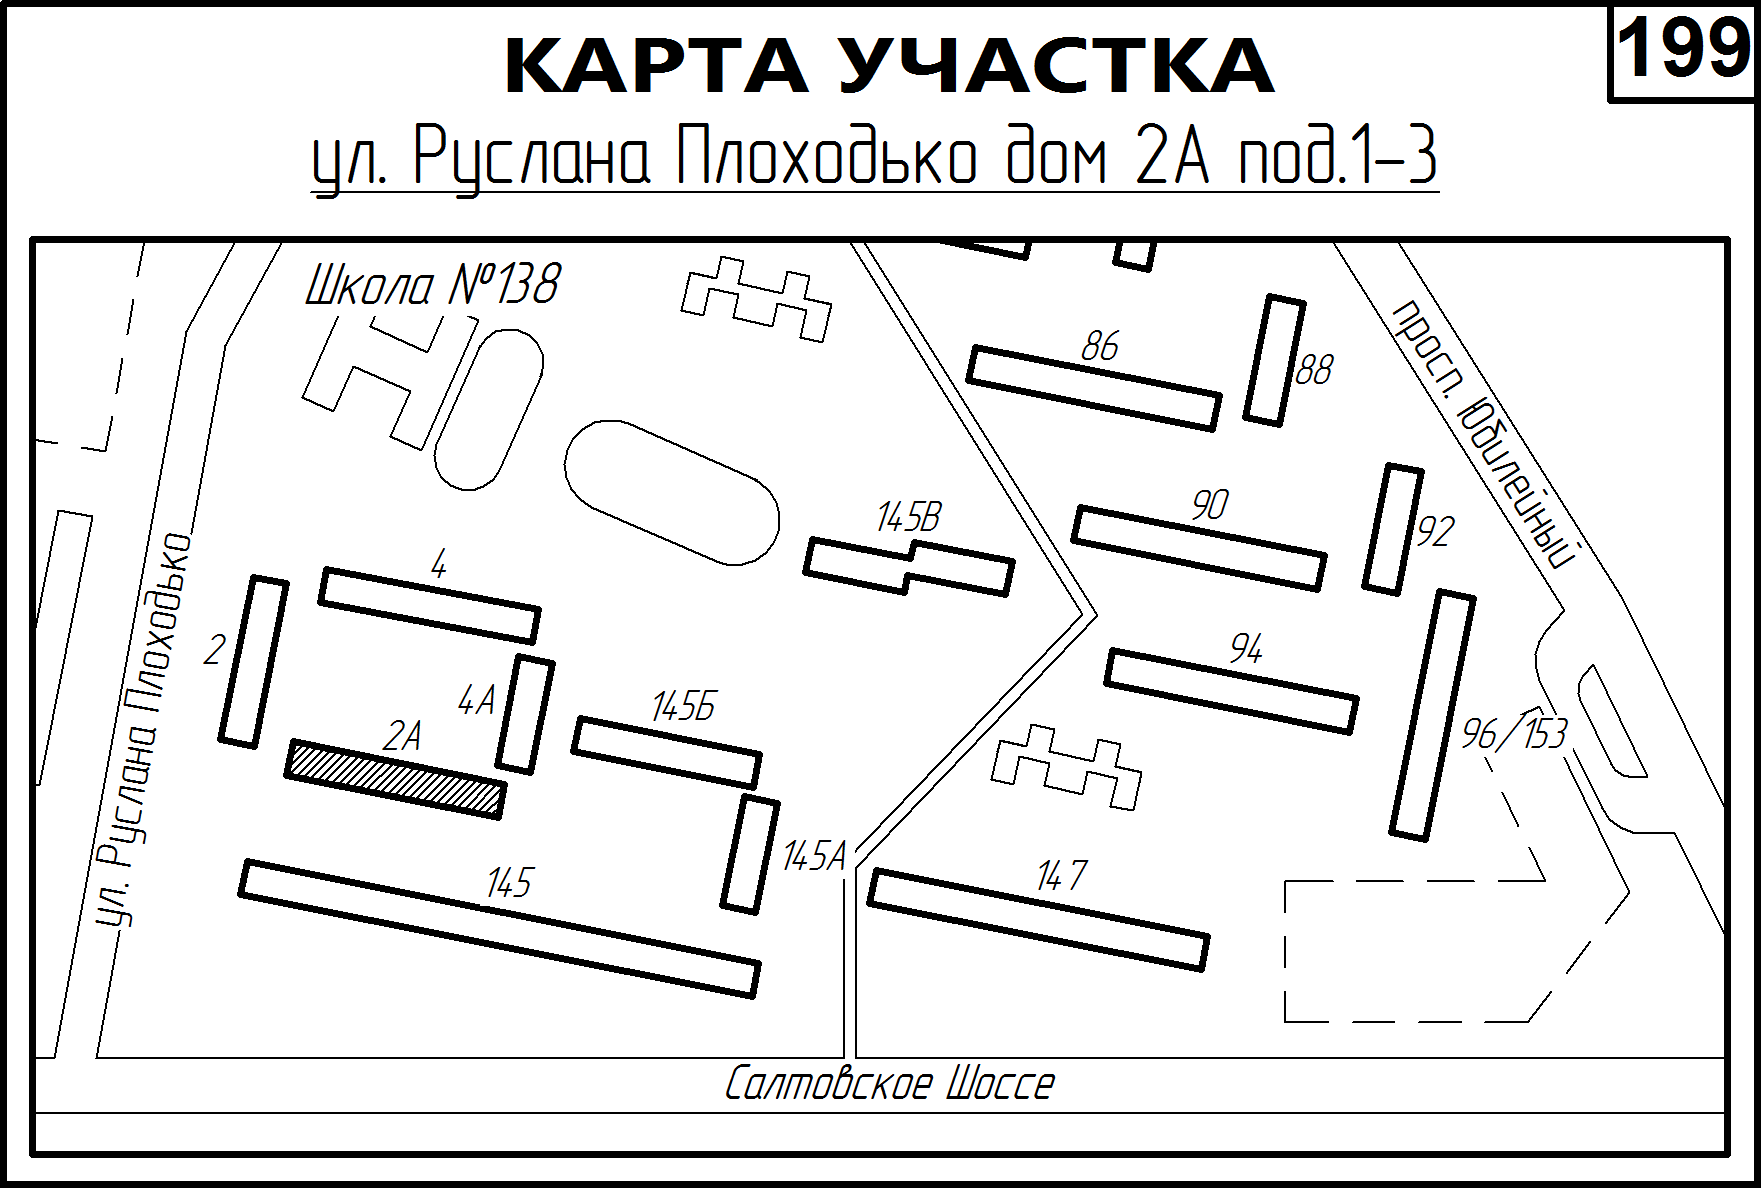 199
КАРТА УЧАСТКА
ул. Руслана Плоходько дом 2А под.1-3
Школа №138
86
88
просп. Юбилейный
90
92
145В
4
2
4А
94
145Б
2А
96/153
ул. Руслана Плоходько
145А
145
147
Салтовское Шоссе